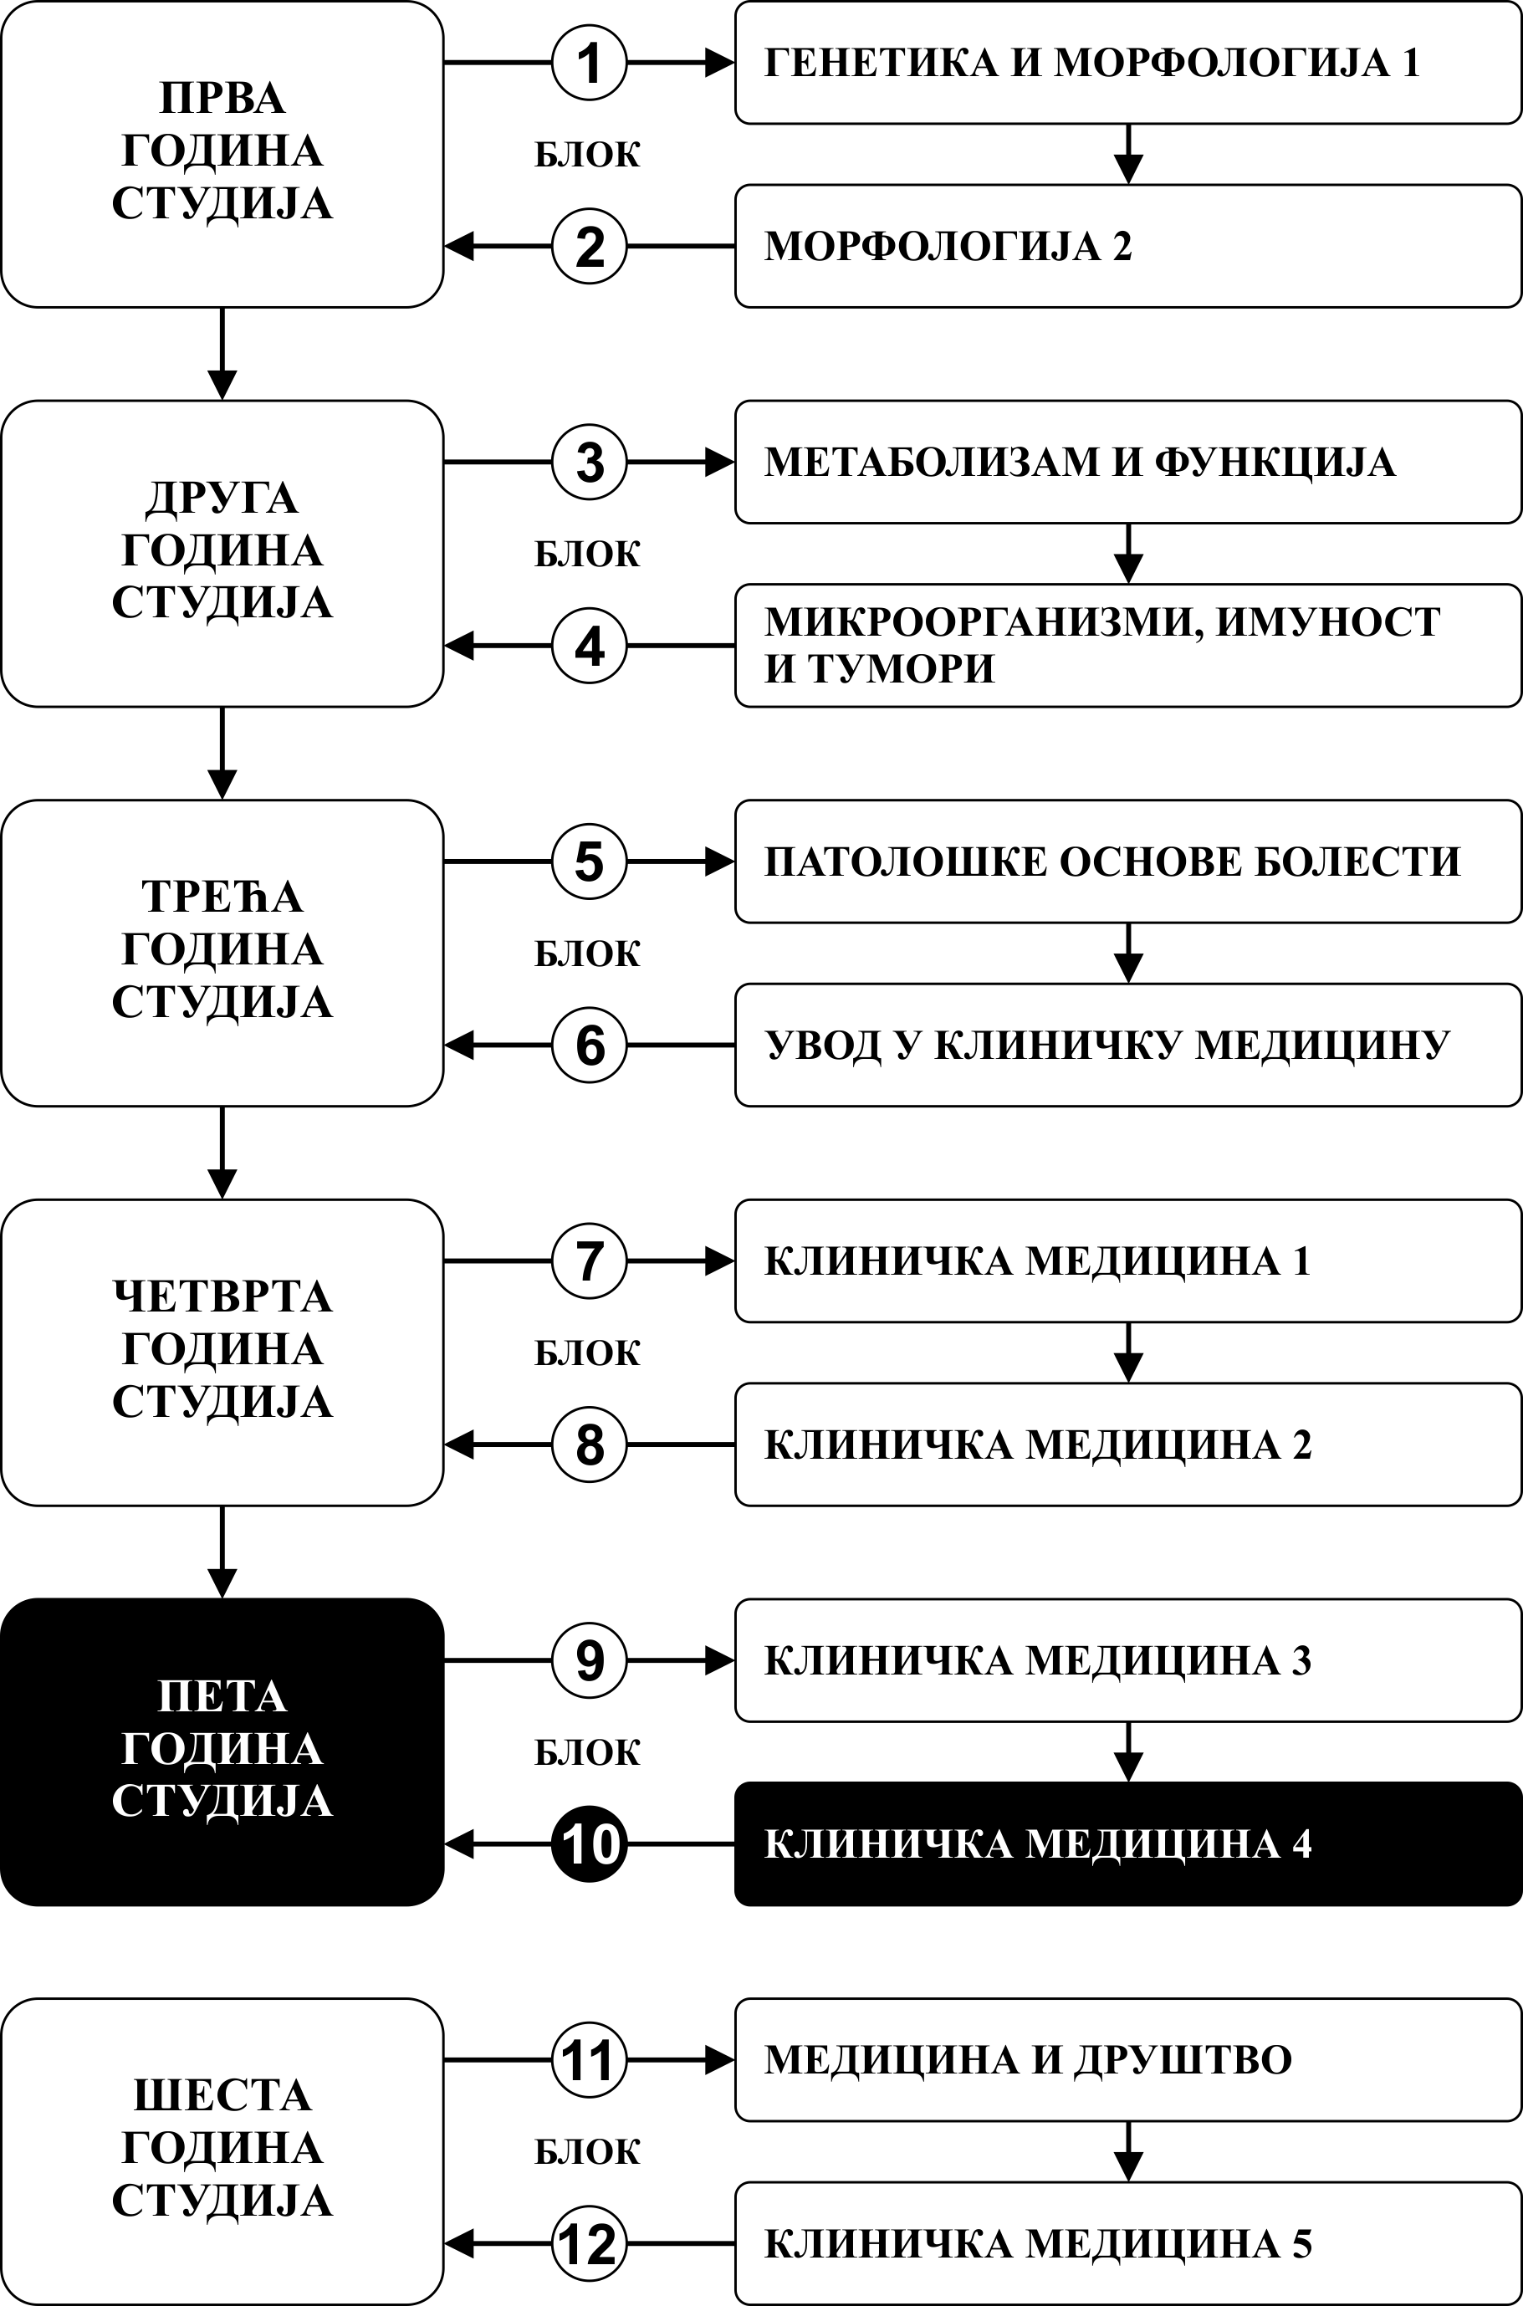 ПРВА
ГОДИНА
СТУДИЈА
1
БЛОК
2
ГЕНЕТИКА И МОРФОЛОГИЈА 1
МОРФОЛОГИЈА 2
ДРУГА
ГОДИНА
СТУДИЈА
3
БЛОК
4
МЕТАБОЛИЗАМ И ФУНКЦИЈА
МИКРООРГАНИЗМИ, ИМУНОСТ
И ТУМОРИ
ТРЕЋА
ГОДИНА
СТУДИЈА
5
БЛОК
6
ПАТОЛОШКЕ ОСНОВЕ БОЛЕСТИ
УВОД У КЛИНИЧКУ МЕДИЦИНУ
ЧЕТВРТА
ГОДИНА
СТУДИЈА
7
БЛОК
8
КЛИНИЧКА МЕДИЦИНА 1
КЛИНИЧКА МЕДИЦИНА 2
ПЕТА
ГОДИНА
СТУДИЈА
9
БЛОК
10
КЛИНИЧКА МЕДИЦИНА 3
КЛИНИЧКА МЕДИЦИНА 4
ШЕСТА
ГОДИНА
СТУДИЈА
11
БЛОК
12
МЕДИЦИНА И ДРУШТВО
КЛИНИЧКА МЕДИЦИНА 5